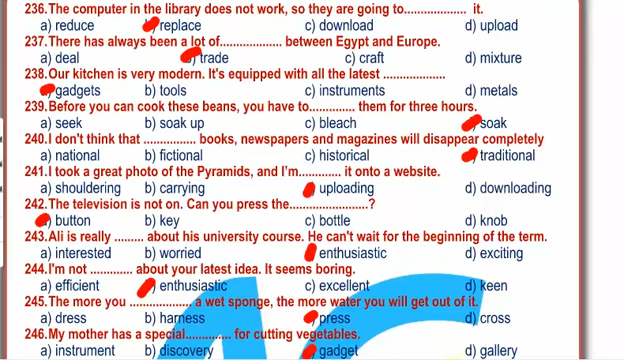 236.The computer in the library does not work, so they are going to.................. it.
a) reduce b) replace c) download d) upload
237.There has always been a lot of.................. between Egypt and Europe.
a) deal b) trade c) craft d) mixture
238.Our kitchen is very modern. It's equipped with all the latest ..................
a) gadgets b) tools c) instruments d) metals
239.Before you can cook these beans, you have to............. them for three hours.
a) seek b) soak up c) bleach d) soak
240.I don't think that ............... books, newspapers and magazines will disappear completely
a) national b) fictional c) historical d) traditional
241.I took a great photo of the Pyramids, and I'm............ it onto a website.
a) shouldering b) carrying c) uploading d) downloading
242.The television is not on. Can you press the.......................?
a) button b) key c) bottle d) knob
243.Ali is really ......... about his university course. He can't wait for the beginning of the term.
a) interested b) worried c) enthusiastic d) exciting
244.I'm not ............ about your latest idea. It seems boring.
a) efficient b) enthusiastic c) excellent d) keen
245.The more you ................. a wet sponge, the more water you will get out of it.
a) dress b) harness c) press d) cross
246.My mother has a special.............. for cutting vegetables.
a) instrument b) discovery c) gadget d) gallery